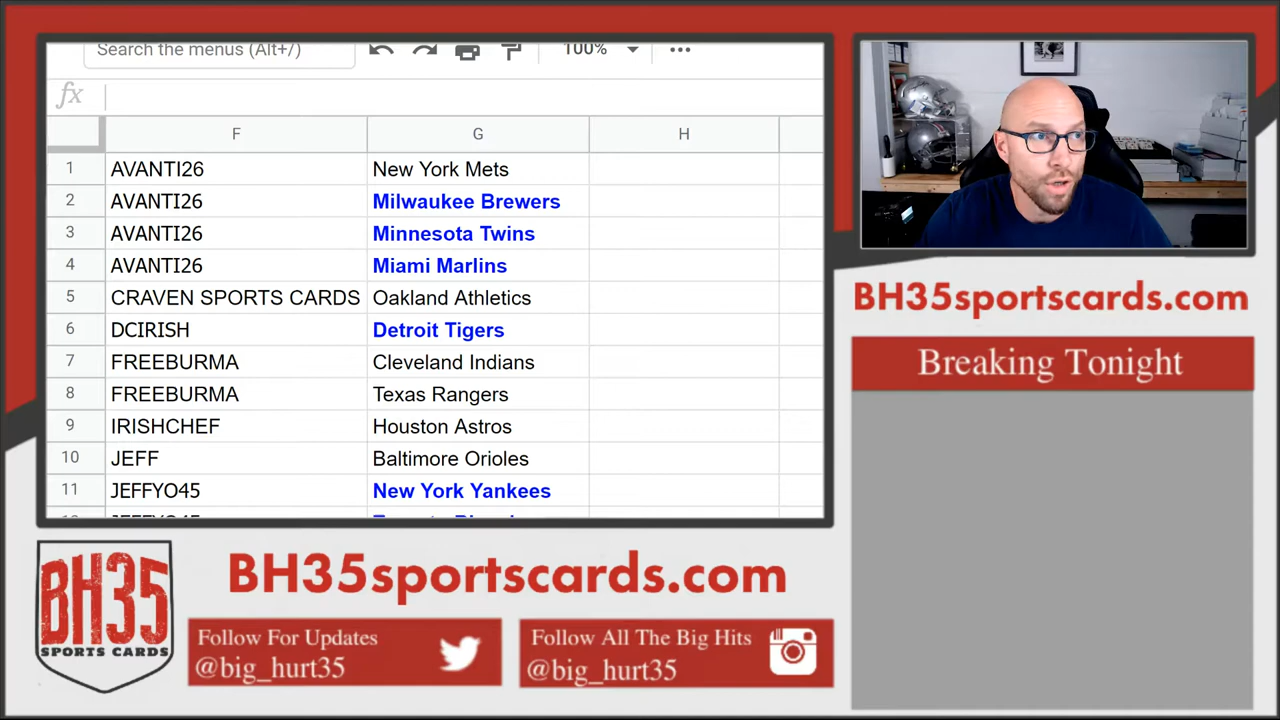 Search the menus (Alt+/)
100%
fx
F G H
1 AVANTI26 New York Mets
2 AVANTI26 Milwaukee Brewers
3 AVANTI26 Minnesota Twins
4 AVANTI26 Miami Marlins
5 CRAVEN SPORTS CARDS Oakland Athletics
6 DCIRISH Detroit Tigers
7 FREEBURMA Cleveland Indians
8 FREEBURMA Texas Rangers
9 IRISHCHEF Houston Astros
10 JEFF Baltimore Orioles
11 JEFFYO45 New York Yankees
BH35sportscards.com
Breaking Tonight
BH35
SPORTS CARDS
BH35sportscards.com
Follow For Updates
@big_hurt35
Follow All The Big Hits
@big_hurt35